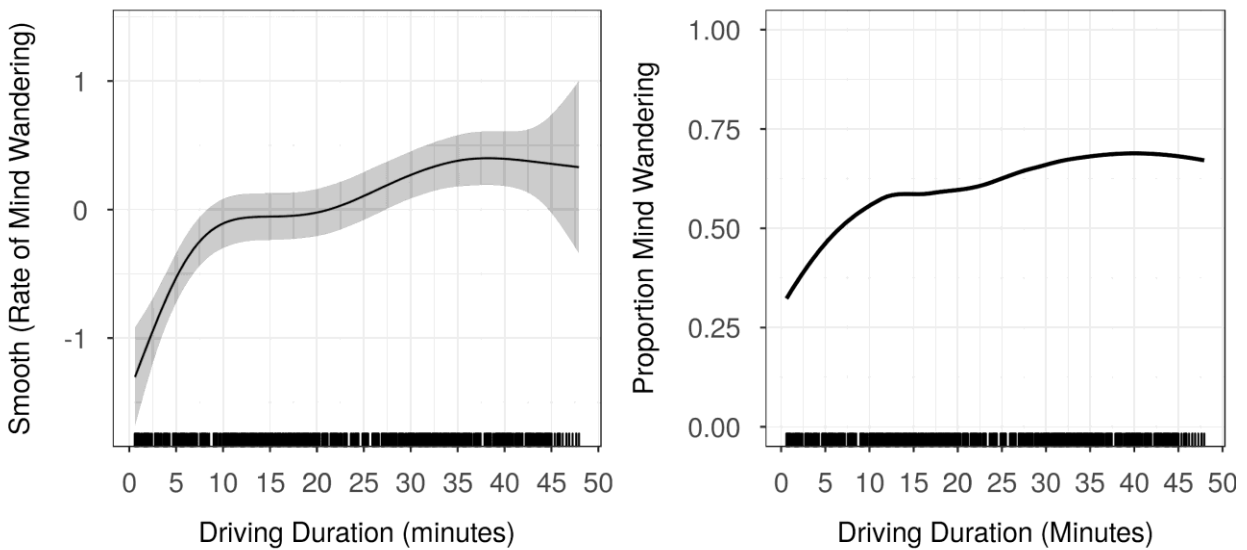 Smooth (Rate of Mind Wandering)
1
0
-1
0 5 10 15 20 25 30 35 40 45 50
Driving Duration (minutes)
Proportion Mind Wandering
1.00
0.75
0.50
0.25
0.00
0 5 10 15 20 25 30 35 40 45 50
Driving Duration (Minutes)